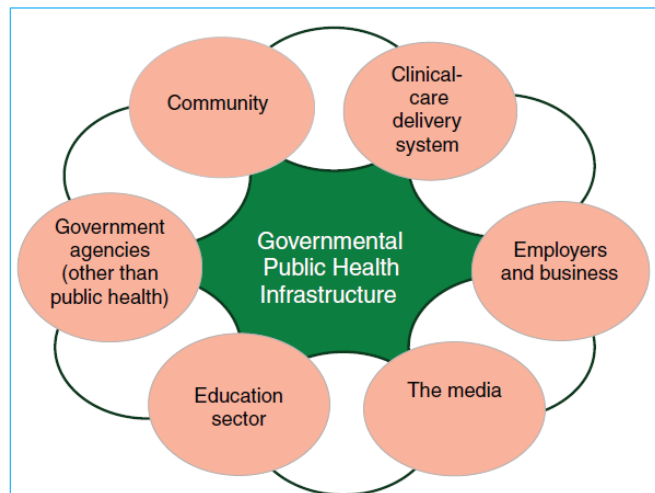 Community
Clinical-
care
delivery
system
Government
agencies
(other than
public health)
Governmental
Public Health
Infrastructure
Employers
and business
Education
sector
The media